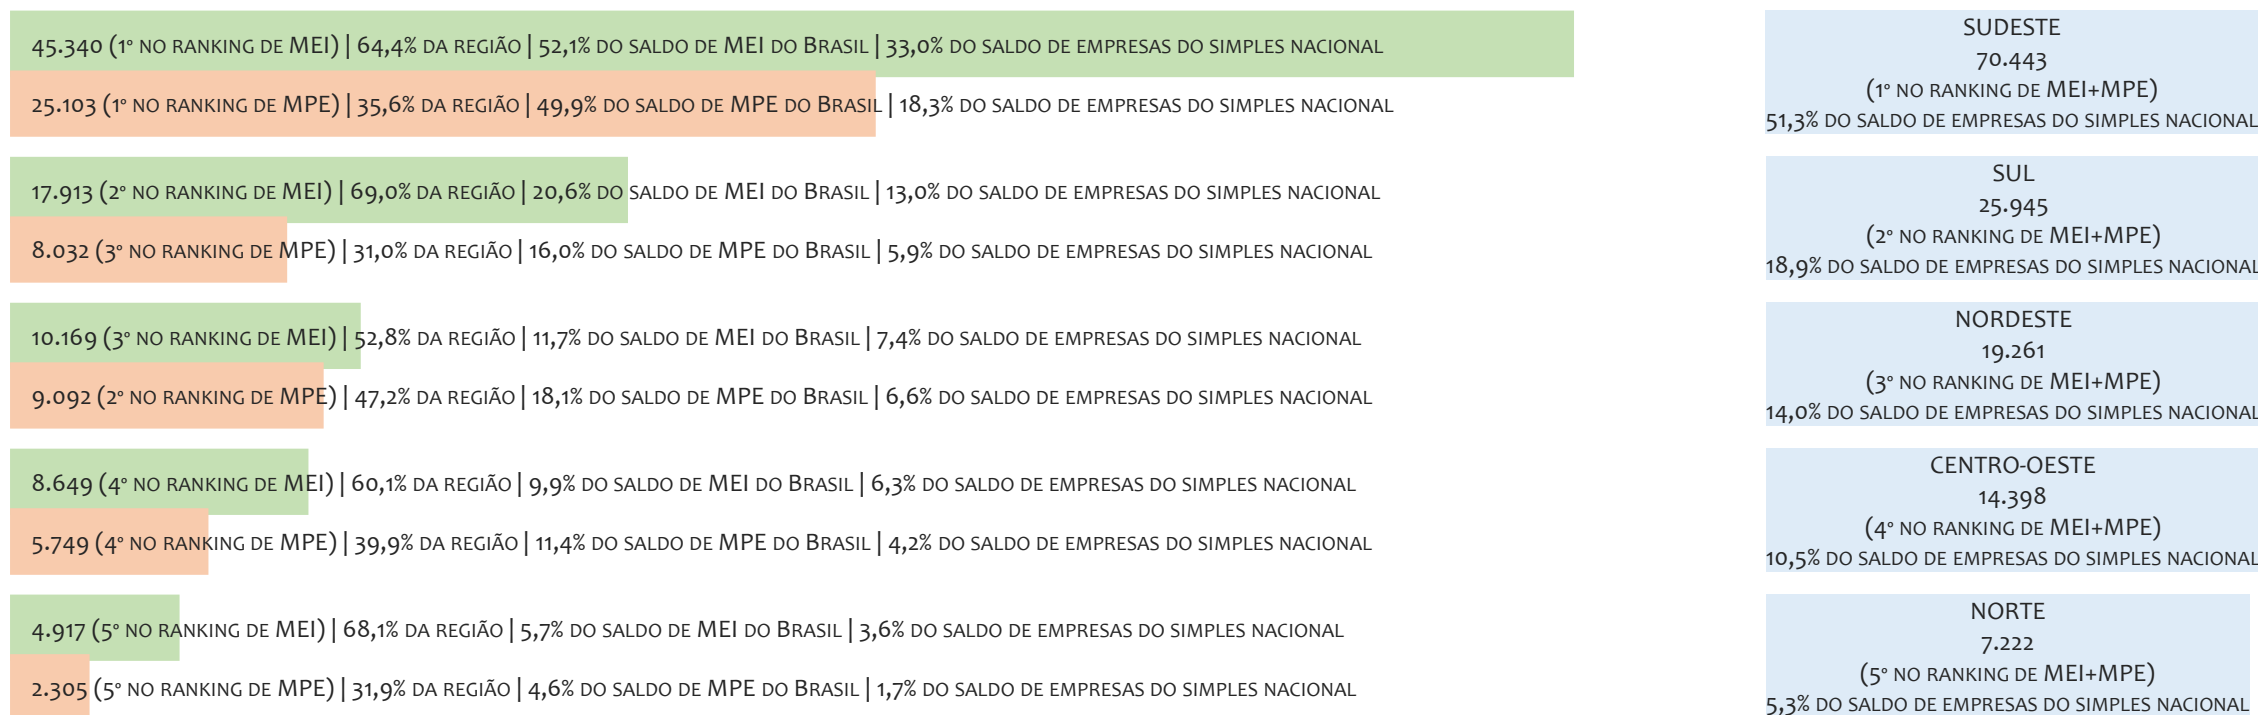 45.340 (1º NO RANKING DE MEI) | 64,4% DA REGIÃO | 52,1% DO SALDO DE MEI DO BRASIL | 33,0% DO SALDO DE EMPRESAS DO SIMPLES NACIONAL
25.103 (1º NO RANKING DE MPE) | 35,6% DA REGIÃO | 49,9% DO SALDO DE MPE DO BRASIL | 18,3% DO SALDO DE EMPRESAS DO SIMPLES NACIONAL
SUDESTE
70.443
(1º NO RANKING DE MEI+MPE)
51,3% DO SALDO DE EMPRESAS DO SIMPLES NACIONAL
17.913 (2º NO RANKING DE MEI) | 69,0% DA REGIÃO | 20,6% DO SALDO DE MEI DO BRASIL | 13,0% DO SALDO DE EMPRESAS DO SIMPLES NACIONAL
8.032 (3º NO RANKING DE MPE) | 31,0% DA REGIÃO | 16,0% DO SALDO DE MPE DO BRASIL | 5,9% DO SALDO DE EMPRESAS DO SIMPLES NACIONAL
SUL
25.945
(2º NO RANKING DE MEI+MPE)
18,9% DO SALDO DE EMPRESAS DO SIMPLES NACIONAL
10.169 (3º NO RANKING DE MEI) | 52,8% DA REGIÃO | 11,7% DO SALDO DE MEI DO BRASIL | 7,4% DO SALDO DE EMPRESAS DO SIMPLES NACIONAL
9.092 (2º NO RANKING DE MPE) | 47,2% DA REGIÃO | 18,1% DO SALDO DE MPE DO BRASIL | 6,6% DO SALDO DE EMPRESAS DO SIMPLES NACIONAL
NORDESTE
19.261
(3º NO RANKING DE MEI+MPE)
14,0% DO SALDO DE EMPRESAS DO SIMPLES NACIONAL
8.649 (4º NO RANKING DE MEI) | 60,1% DA REGIÃO | 9,9% DO SALDO DE MEI DO BRASIL | 6,3% DO SALDO DE EMPRESAS DO SIMPLES NACIONAL
5.749 (4º NO RANKING DE MPE) | 39,9% DA REGIÃO | 11,4% DO SALDO DE MPE DO BRASIL | 4,2% DO SALDO DE EMPRESAS DO SIMPLES NACIONAL
CENTRO-OESTE
14.398
(4º NO RANKING DE MEI+MPE)
10,5% DO SALDO DE EMPRESAS DO SIMPLES NACIONAL
4.917 (5º NO RANKING DE MEI) | 68,1% DA REGIÃO | 5,7% DO SALDO DE MEI DO BRASIL | 3,6% DO SALDO DE EMPRESAS DO SIMPLES NACIONAL
2.305 (5º NO RANKING DE MPE) | 31,9% DA REGIÃO | 4,6% DO SALDO DE MPE DO BRASIL | 1,7% DO SALDO DE EMPRESAS DO SIMPLES NACIONAL
NORTE
7.222
(5º NO RANKING DE MEI+MPE)
5,3% DO SALDO DE EMPRESAS DO SIMPLES NACIONAL